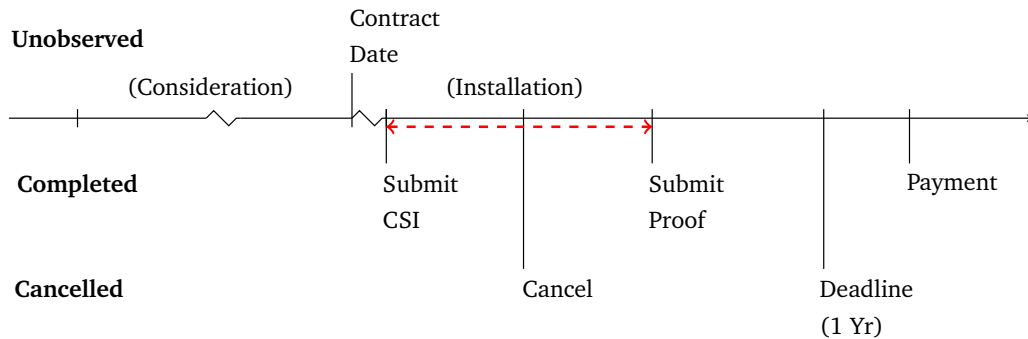 Contract
Unobserved
Date
(Consideration)
(Installation)
Completed
Submit
CSI
Submit
Proof
Payment
Cancelled
Cancel
Deadline
(1 Yr)